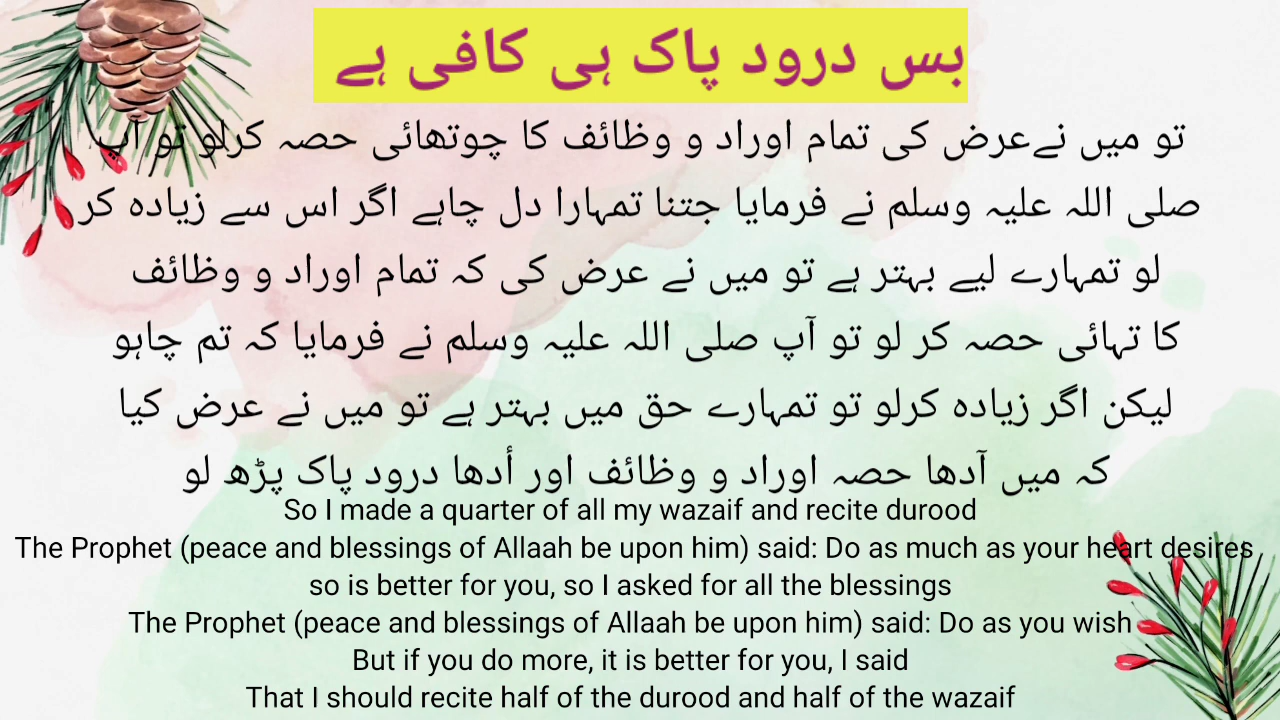 بس درود پاک ہی کافی ہے
تو میں نےعرض کی تمام اوراد و وظائف کا چوتھائی حصہ کرلو تو آپ
صلی اللہ علیہ وسلم نے فرمایا جتنا تمہارا دل چاہے اگر اس سے زیادہ کر
لو تمہارے لیے بہتر ہے تو میں نے عرض کی کہ تمام اوراد و وظائف
کا تہائی حصہ کر لو تو آپ صلی اللہ علیہ وسلم نے فرمایا کہ تم چاہو
لیکن اگر زیادہ کرلو تو تمہارے حق میں بہتر ہے تو میں نے عرض کیا
کہ میں آدھا حصہ اوراد و وظائف اور أدھا درود پاک پڑھ لو
So I made a quarter of all my wazaif and recite durood
The Prophet (peace and blessings of Allaah be upon him) said: Do as much as your heart desires
so is better for you, so I asked for all the blessings
The Prophet (peace and blessings of Allaah be upon him) said: Do as you wish
But if you do more, it is better for you, I said
That I should recite half of the durood and half of the wazaif